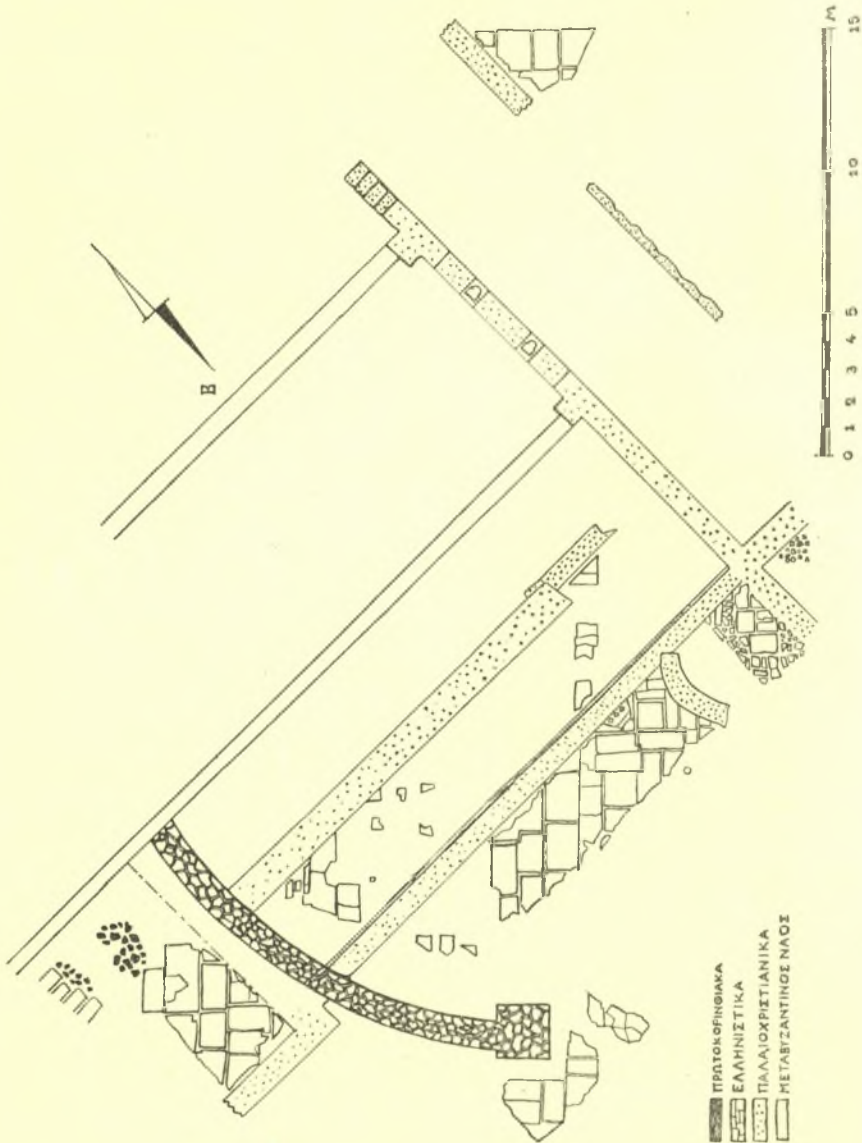 Β
Μ
0 1 2 3 4 5 10 15
ΠΡΩΤΟΚΟΡΙΝΘΙΑΚΑ
ΕΛΛΗΝΙΣΤΙΚΑ
ΠΑΛΑΙΟΧΡΙΣΤΙΑΝΙΚΑ
ΜΕΤΑΒΥΖΑΝΤΙΝΟΣ ΝΑΟΣ